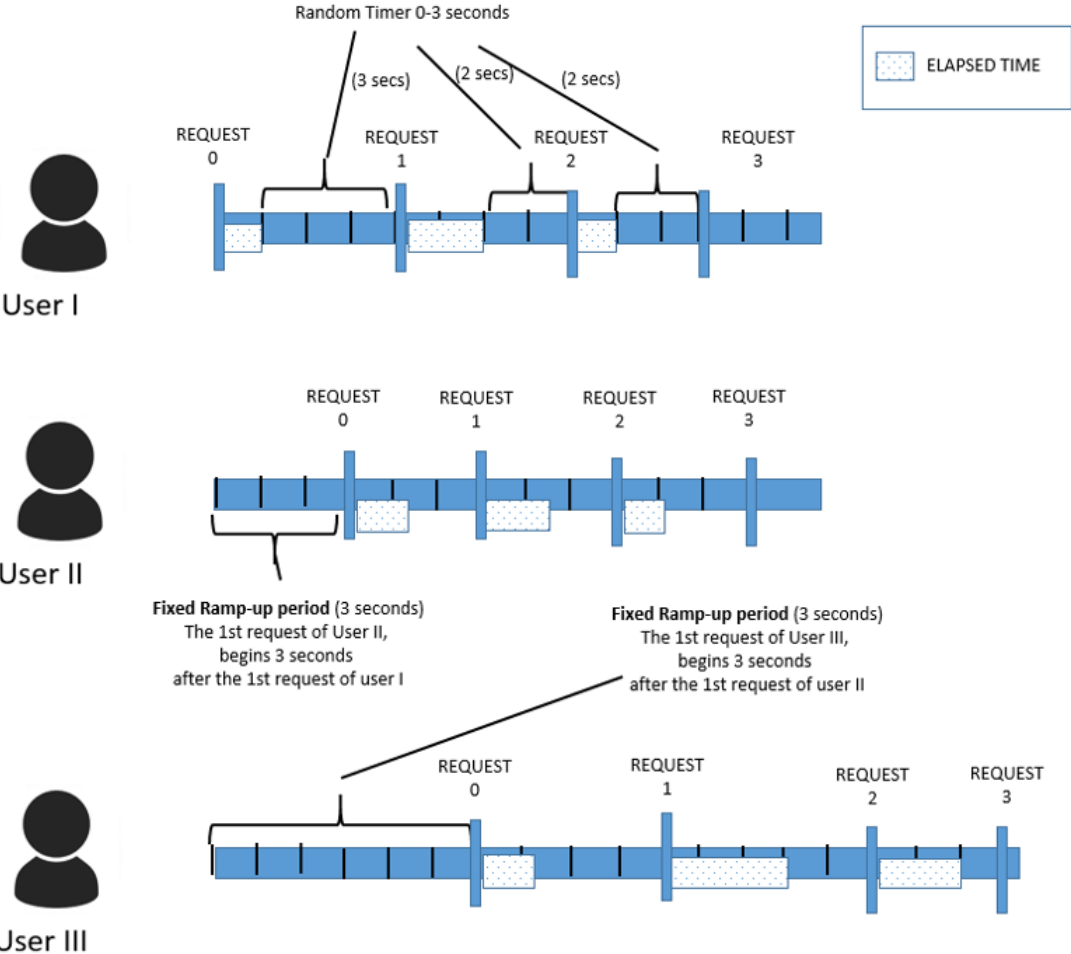 Random Timer 0-3 seconds
ELAPSED TIME
(3 secs)
(2 secs)
(2 secs)
REQUEST
0
REQUEST
1
REQUEST
2
REQUEST
3
User I
REQUEST
0
REQUEST
1
REQUEST
2
REQUEST
3
User II
Fixed Ramp-up period (3 seconds)
The 1st request of User II,
begins 3 seconds
after the 1st request of user I
Fixed Ramp-up period (3 seconds)
The 1st request of User III,
begins 3 seconds
after the 1st request of user II
REQUEST
0
REQUEST
1
REQUEST
2
REQUEST
3
User III